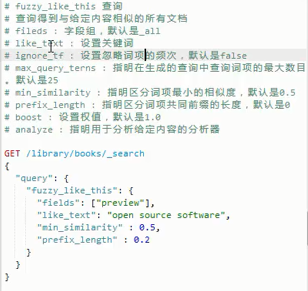 # fuzzy_like_this 查询
# 查询得到与给定内容相似的所有文档
# fileds : 字段组，默认是_all
# like_text : 设置关键词
# ignore_tf : 设置忽略词项的频次，默认是false
# max_query_terns : 指明在生成的查询中查询词项的最大数目
。默认是25
# min_similarity : 指明区分词项最小的相似度，默认是0.5
# prefix_length : 指明区分词项共同前缀的长度，默认是0
# boost : 设置权值，默认是1.0
# analyze : 指明用于分析给定内容的分析器
GET /library/books/_search
{
"query": {
"fuzzy_like_this": {
"fields": ["preview"],
"like_text": "open source software",
"min_similarity" : 0.5,
"prefix_length" : 0.2
}
}
}